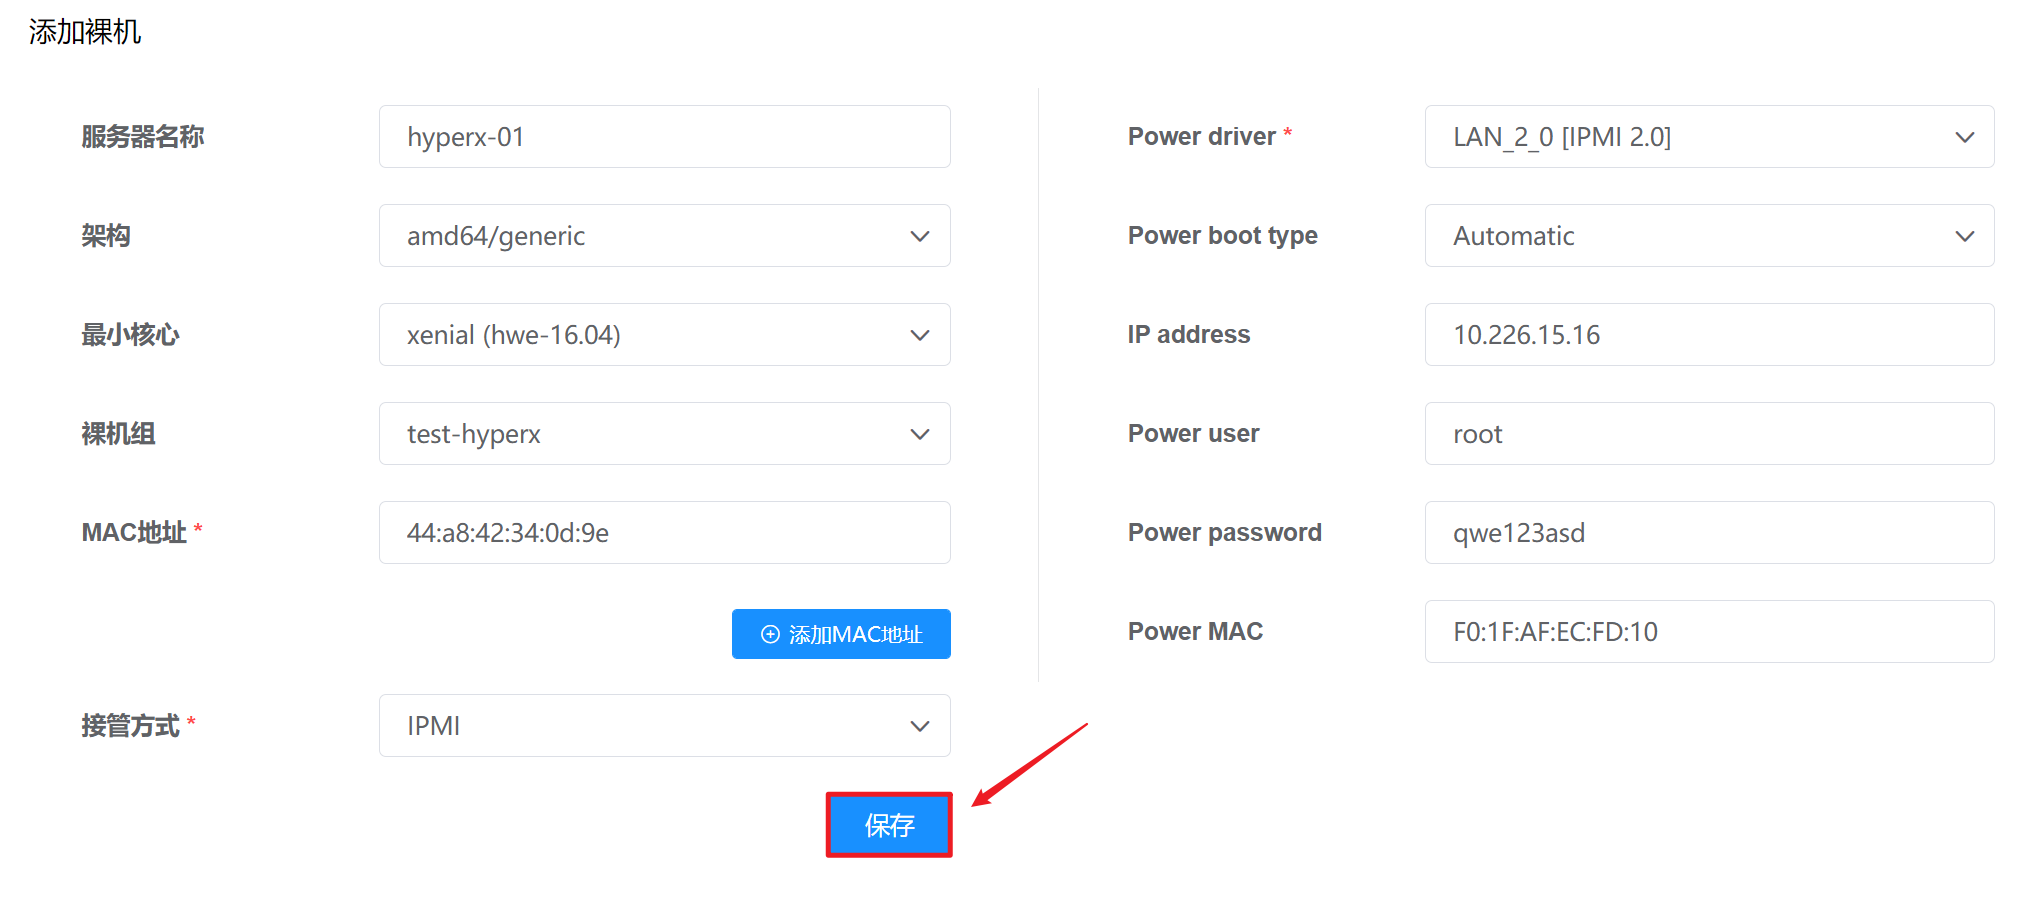 添加裸机
服务器名称 hyperx-01
架构 amd64/generic
最小核心 xenial (hwe-16.04)
裸机组 test-hyperx
MAC地址 * 44:a8:42:34:0d:9e
添加MAC地址
接管方式 * IPMI
保存
Power driver * LAN_2_0 [IPMI 2.0]
Power boot type Automatic
IP address 10.226.15.16
Power user root
Power password qwe123asd
Power MAC F0:1F:AF:EC:FD:10